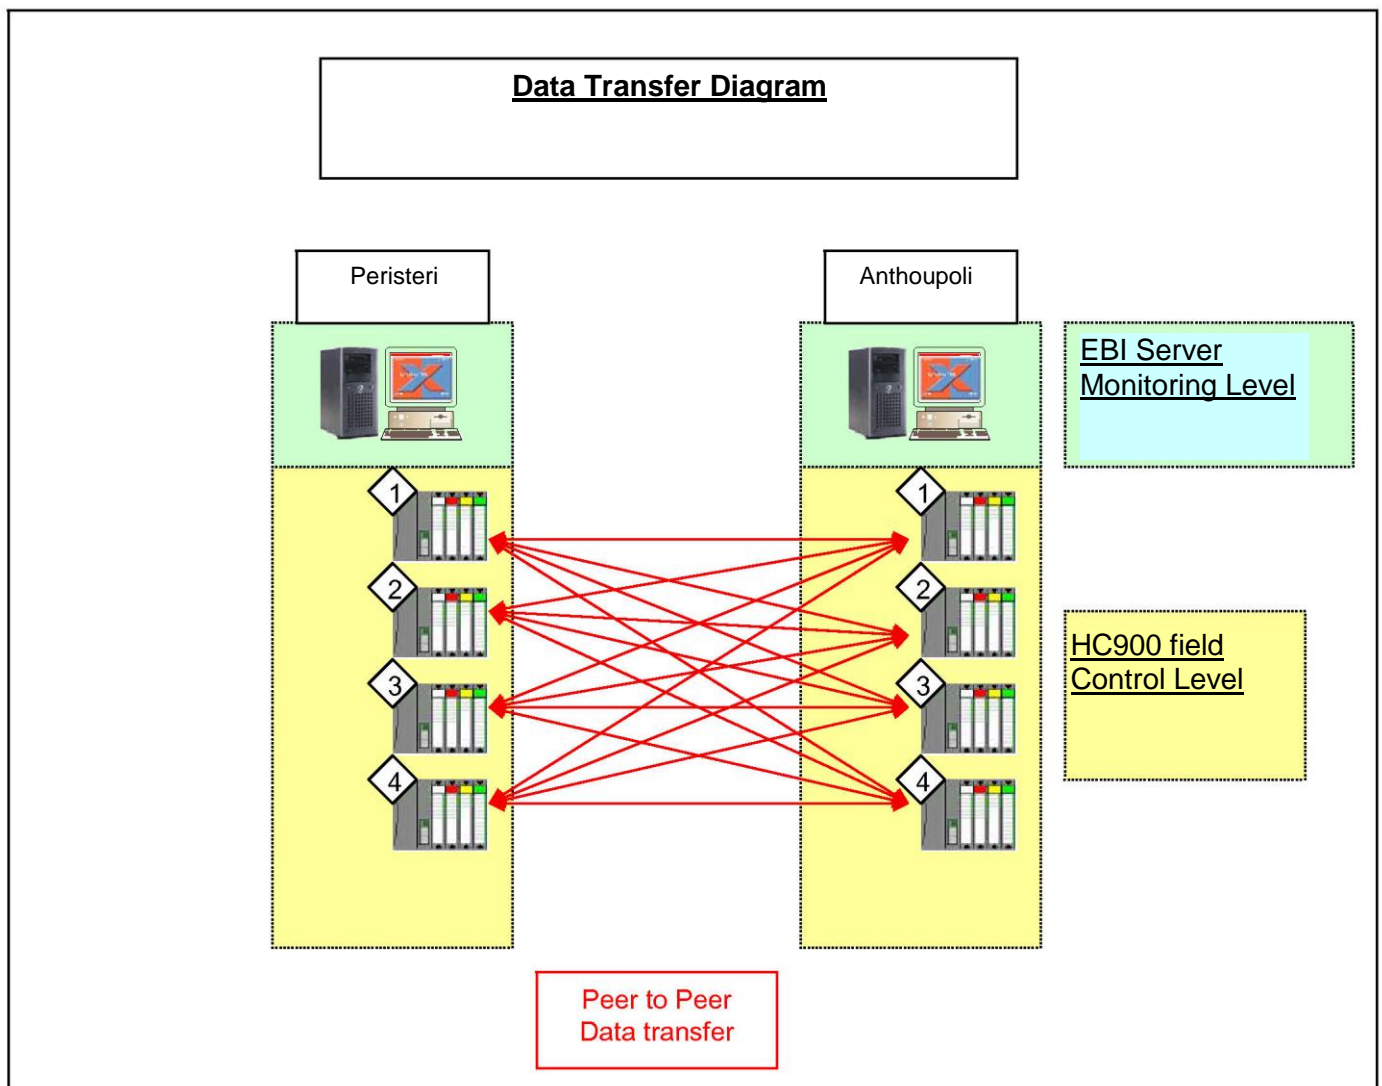 Data Transfer Diagram
Peristeri
Anthoupoli
EBI Server
Monitoring Level
1
1
2
2
3
3
4
4
HC900 field
Control Level
Peer to Peer
Data transfer